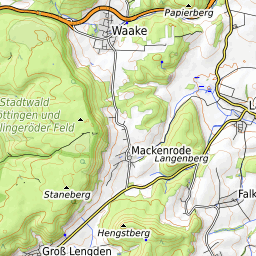 Papierberg
Waake
Stadtwald
öttingen und
lingeröder Feld
L
Mackenrode
Langenberg
Staneberg
Falk
Hengstberg
Groß Lengden